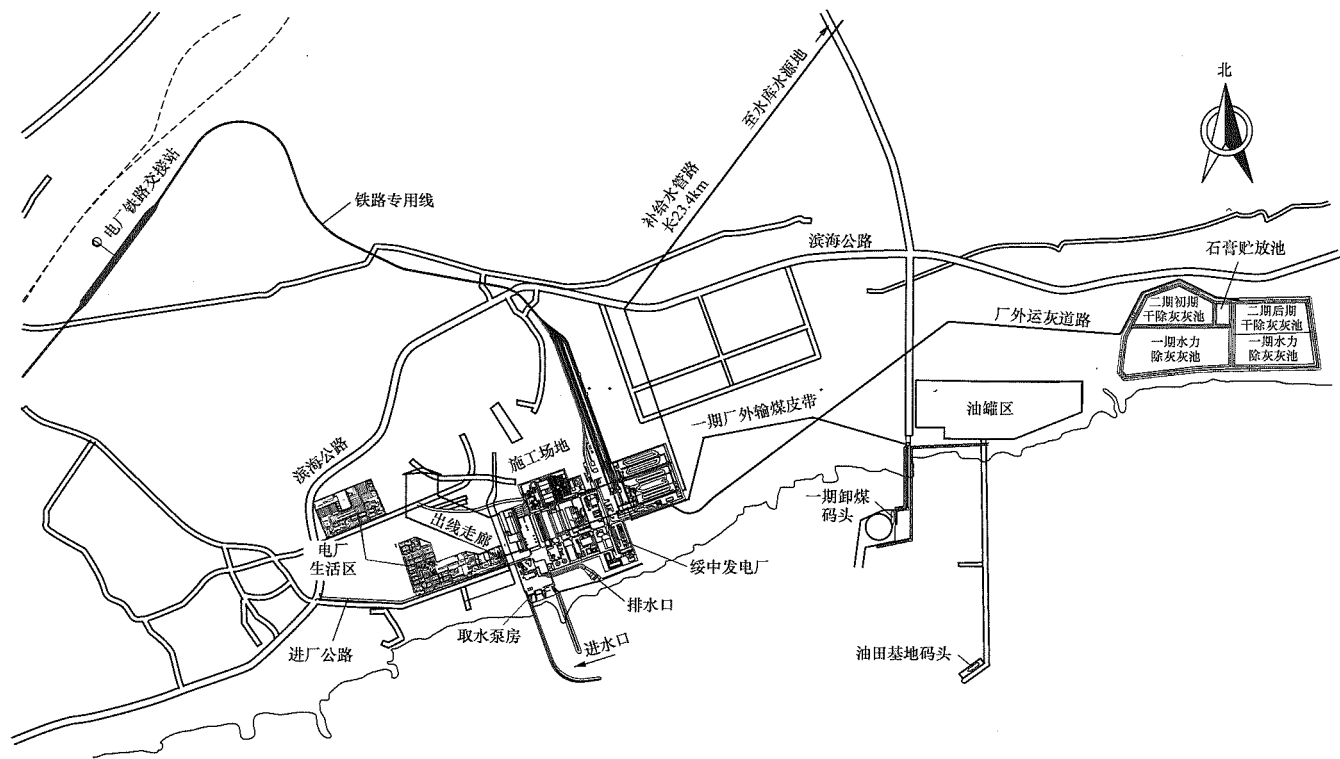 北
电厂铁路交接站
铁路专用线
至水库水源地
补给水管路
长23.4km
滨海公路
石膏贮放池
二期初期
干除灰灰池
二期后期
干除灰灰池
一期水力
除灰灰池
一期水力
除灰灰池
厂外运灰道路
油罐区
一期厂外输煤皮带
滨海公路
施工场地
出线走廊
一期卸煤
码头
电厂
生活区
绥中发电厂
排水口
取水泵房
进水口
进厂公路
油田基地码头